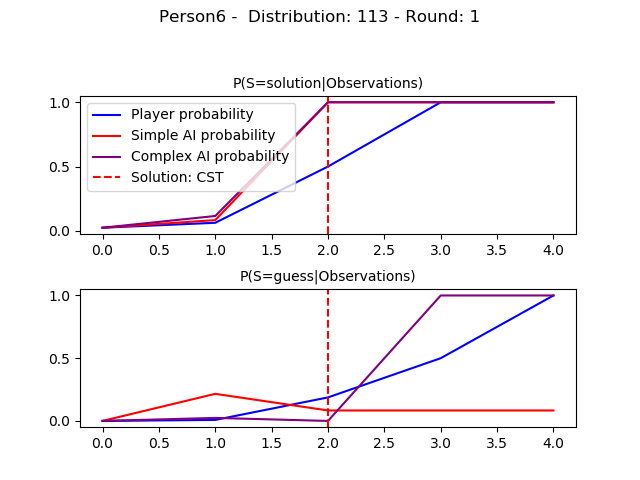 Person6 -  Distribution: 113 - Round: 1
P(S=solution|Observations)
1.0
0.5
0.0
Player probability
Simple AI probability
Complex AI probability
Solution: CST
0.0 0.5 1.0 1.5 2.0 2.5 3.0 3.5 4.0
P(S=guess|Observations)
1.0
0.5
0.0
0.0 0.5 1.0 1.5 2.0 2.5 3.0 3.5 4.0